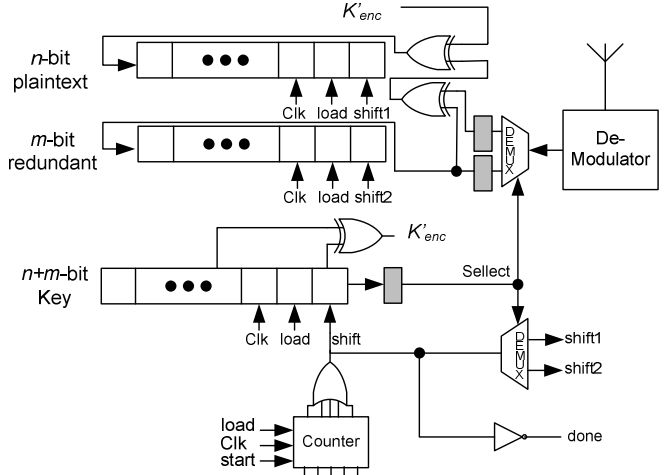 K'enc
n-bit
plaintext
Clk load shift1
m-bit
redundant
DEMUX
De-
Modulator
Clk load shift2
K'enc
n+m-bit
Key
Sellect
Clk load shift
DEMUX
shift1
shift2
load
Clk
start
Counter
done